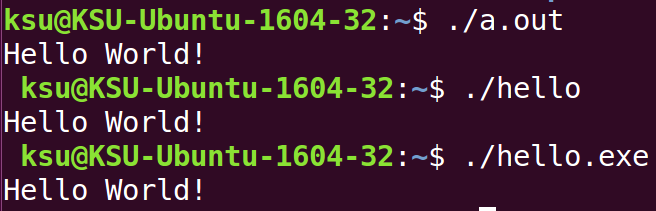 ksu@KSU-Ubuntu-1604-32:~$ ./a.out
Hello World!
ksu@KSU-Ubuntu-1604-32:~$ ./hello
Hello World!
ksu@KSU-Ubuntu-1604-32:~$ ./hello.exe
Hello World!